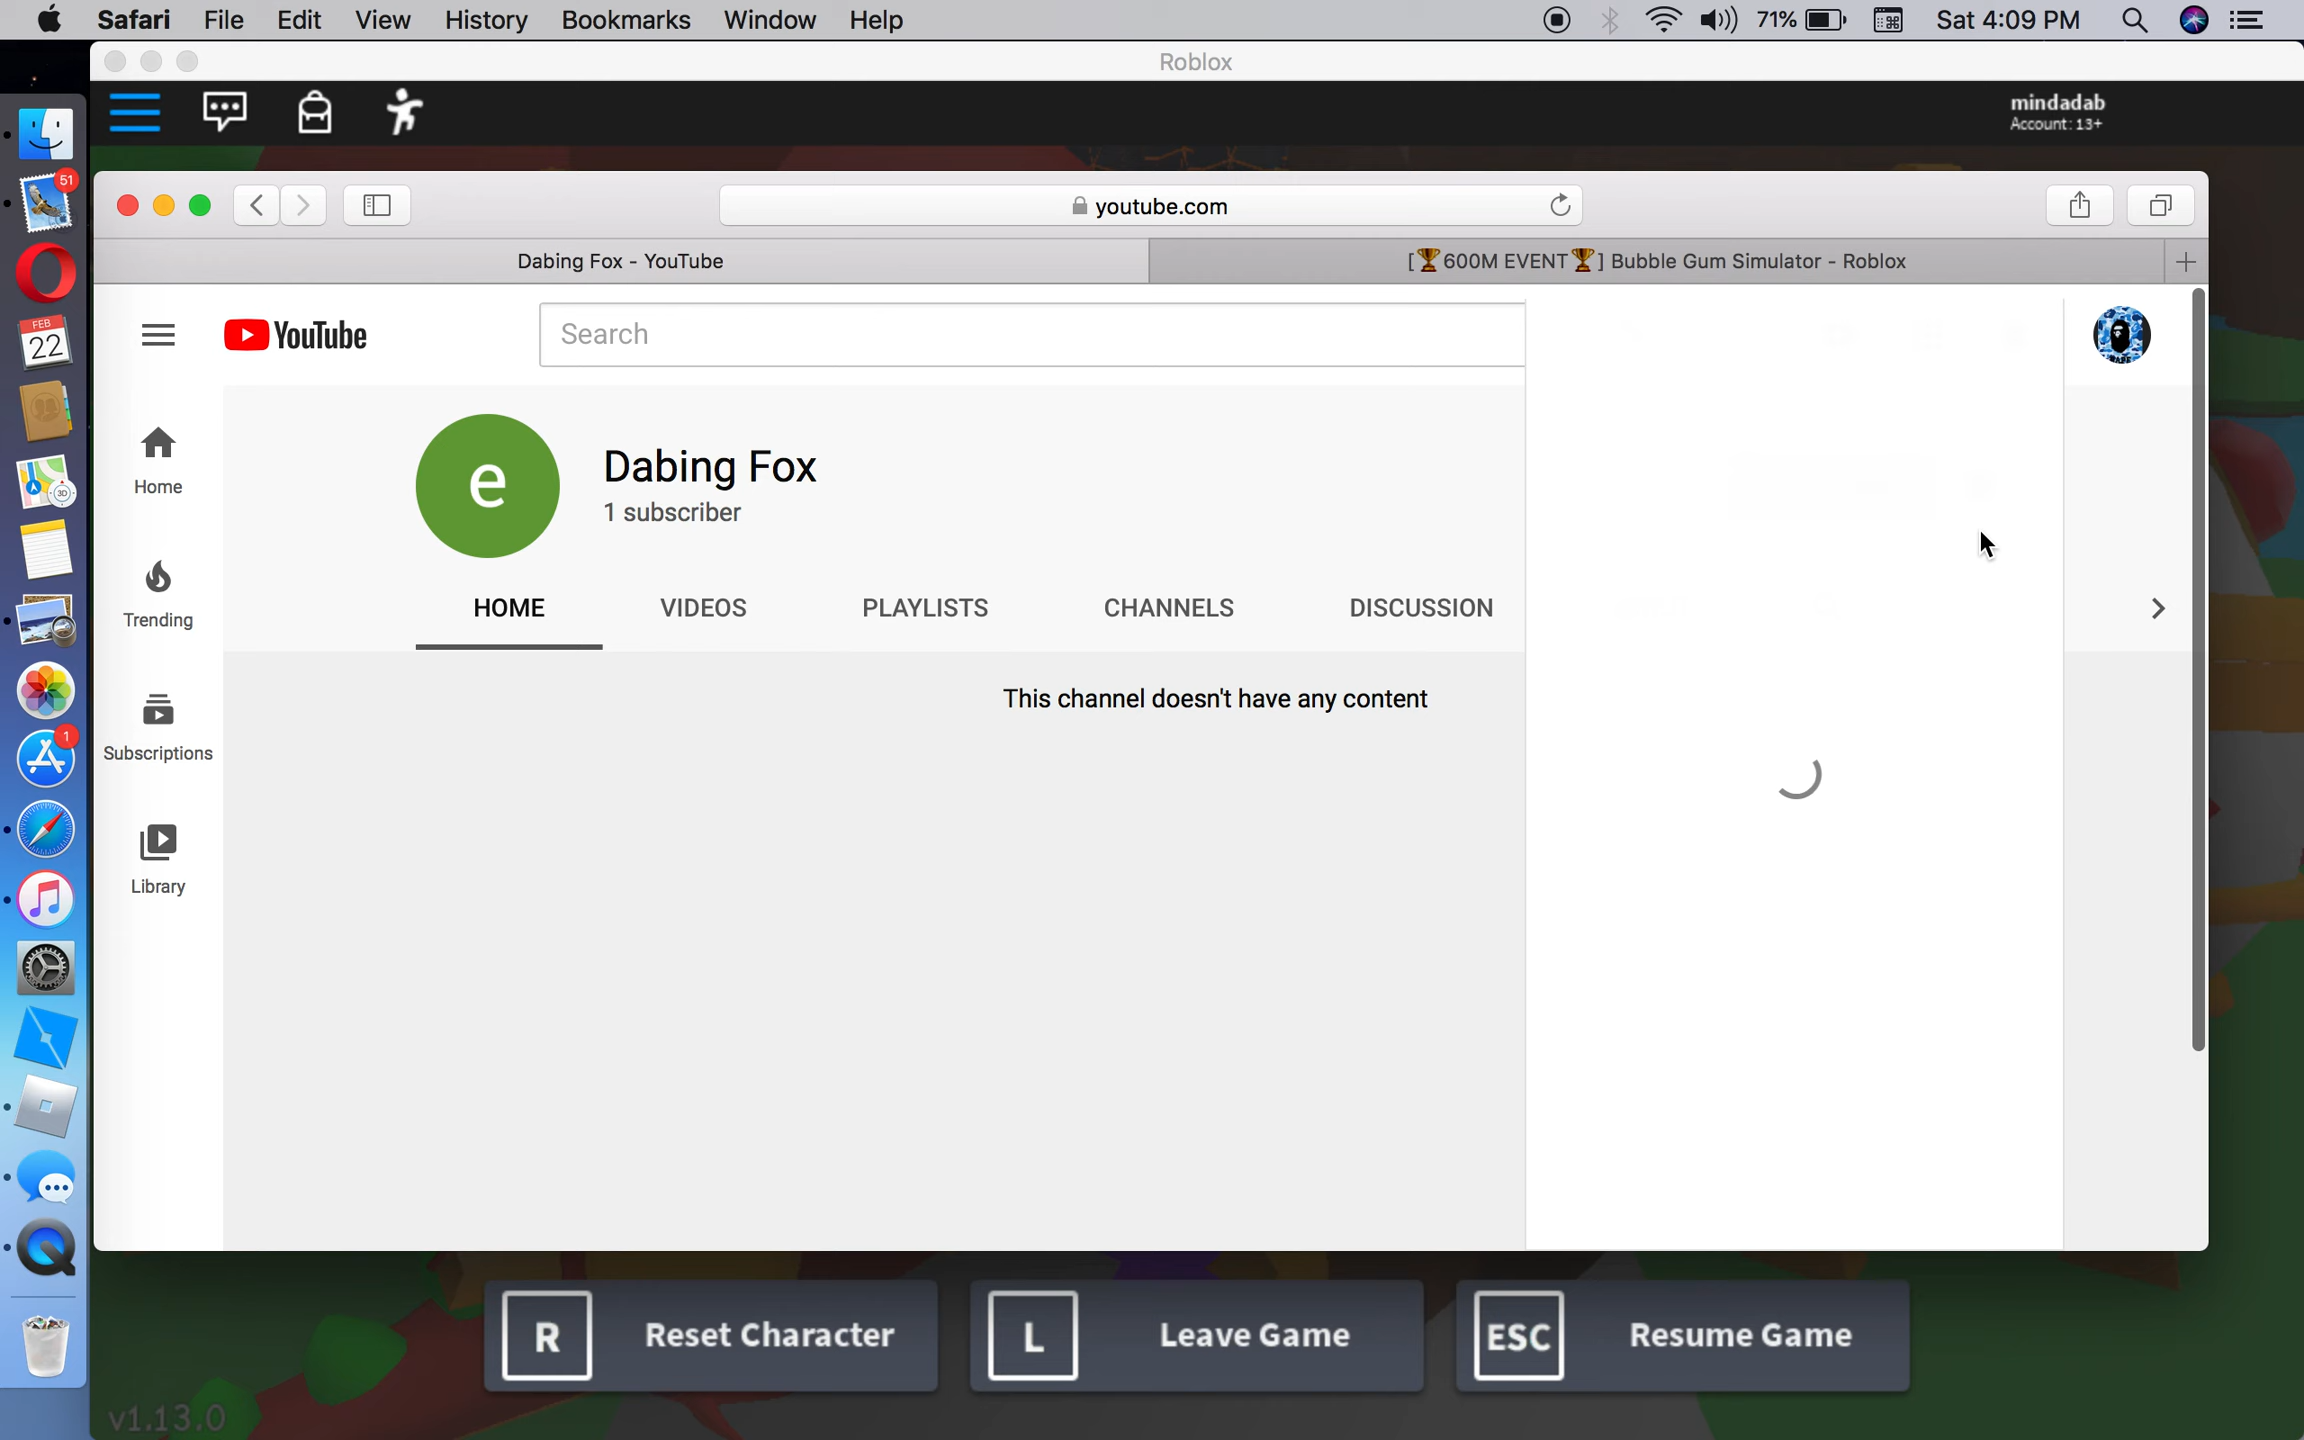 Safari File Edit View History Bookmarks Window Help 71% Sat 4:09 PM
Roblox
mindadab
Account: 13+
youtube.com
Dabing Fox - YouTube
[🏆600M EVENT🏆] Bubble Gum Simulator - Roblox
YouTube
Search
e
Dabing Fox
1 subscriber
HOME VIDEOS PLAYLISTS CHANNELS DISCUSSION
This channel doesn't have any content
Home
Trending
Subscriptions
Library
51
FEB
22
3D
1
R Reset Character
L Leave Game
ESC Resume Game
v1.13.0